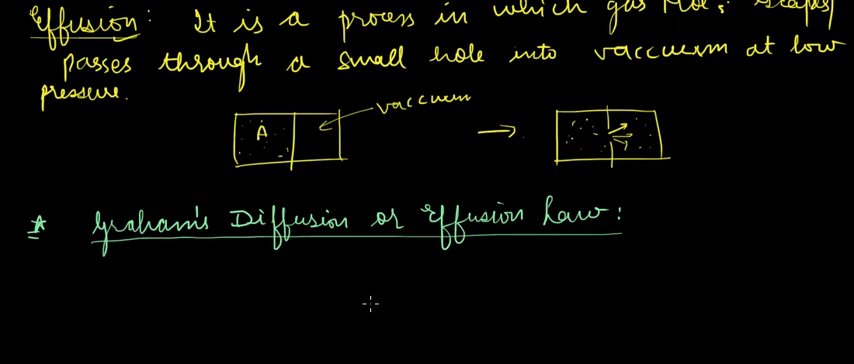 Effusion: It is a process in which gas Mol: escapes
passes through a small hole into vaccuum at low
pressure.
vaccuum
A
* Graham's Diffusion or Effusion Law: